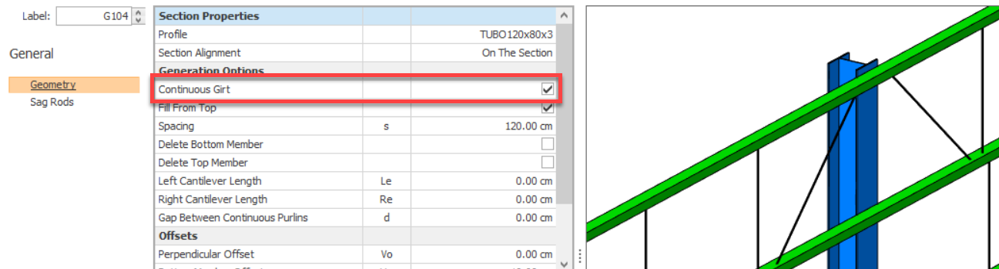 Label: G104
General
Geometry
Sag Rods
Section Properties
Profile TUBO120x80x3
Section Alignment On The Section
Generation Options
Continuous Girt
Fill From Top
Spacing s 120.00 cm
Delete Bottom Member
Delete Top Member
Left Cantilever Length Le 0.00 cm
Right Cantilever Length Re 0.00 cm
Gap Between Continuous Purlins d 0.00 cm
Offsets
Perpendicular Offset Vo 0.00 cm